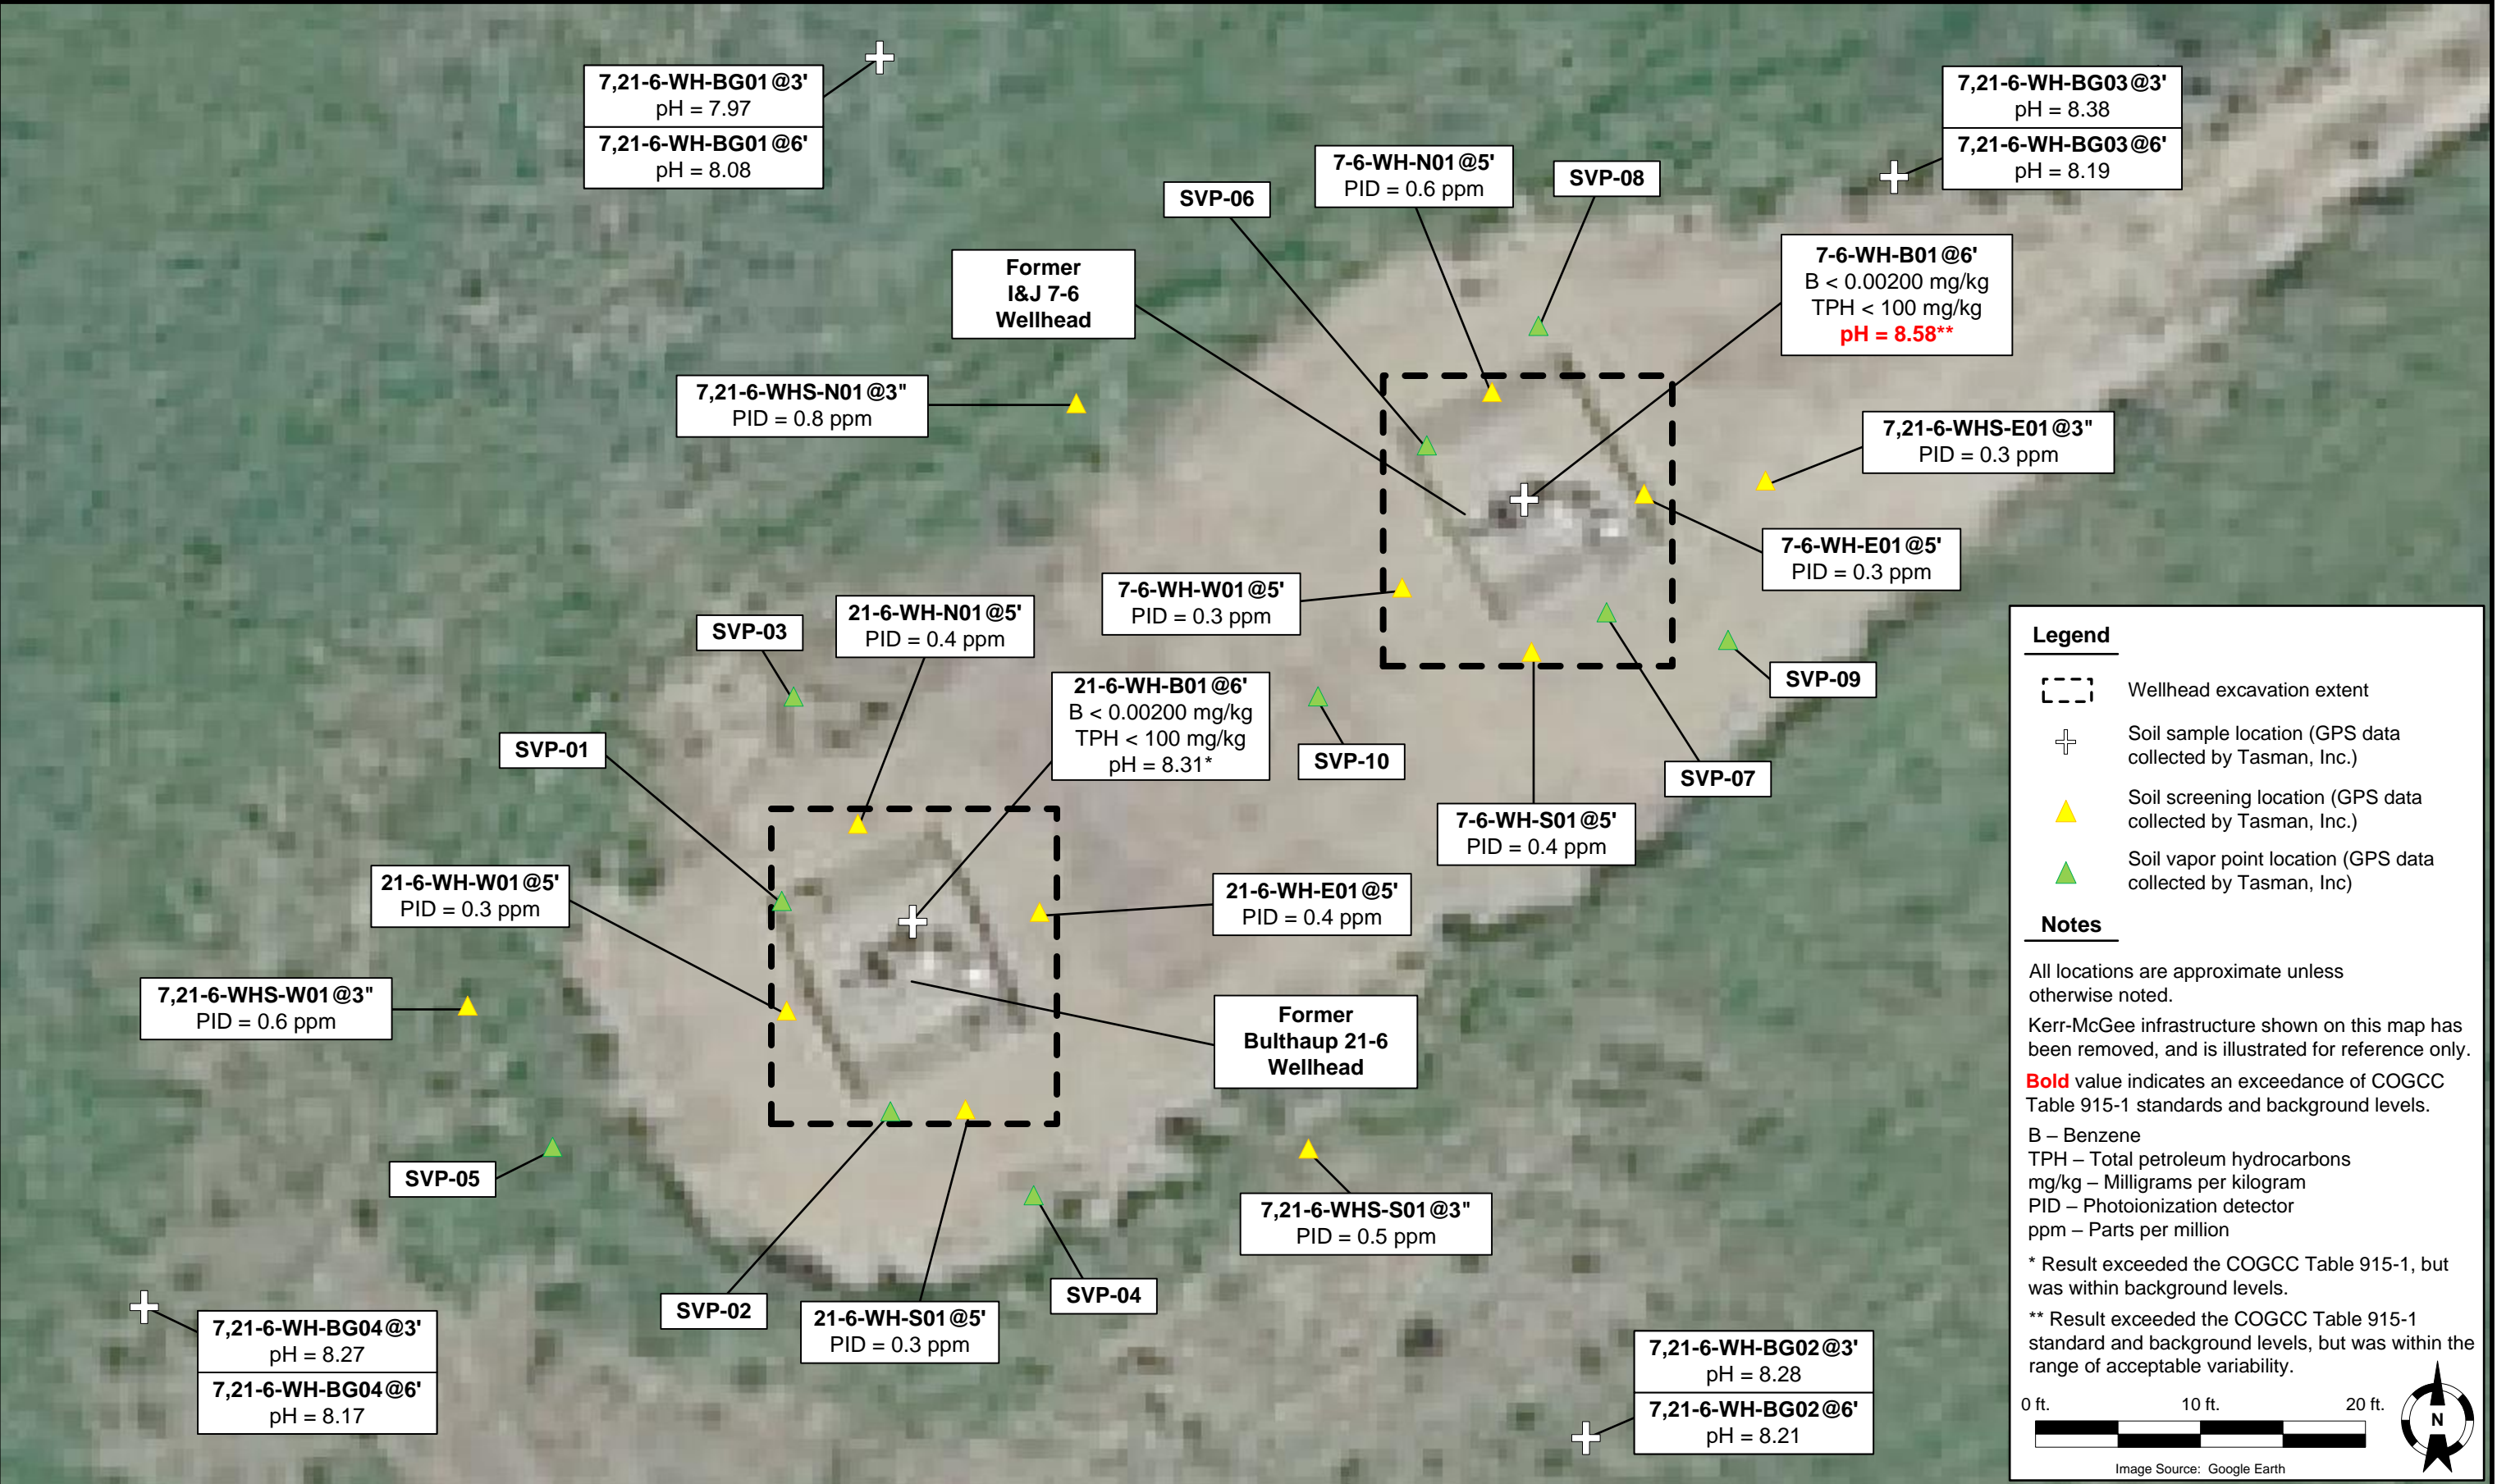 7,21-6-WH-BG01@3'
pH = 7.97
7,21-6-WH-BG01@6'
pH = 8.08
7,21-6-WH-BG03@3'
pH = 8.38
7,21-6-WH-BG03@6'
pH = 8.19
7-6-WH-N01@5'
PID = 0.6 ppm
SVP-08
SVP-06
Former
I&J 7-6
Wellhead
7-6-WH-B01@6'
B < 0.00200 mg/kg
TPH < 100 mg/kg
pH = 8.58**
7,21-6-WHS-N01@3"
PID = 0.8 ppm
7,21-6-WHS-E01@3"
PID = 0.3 ppm
7-6-WH-E01@5'
PID = 0.3 ppm
7-6-WH-W01@5'
PID = 0.3 ppm
SVP-03
21-6-WH-N01@5'
PID = 0.4 ppm
21-6-WH-B01@6'
B < 0.00200 mg/kg
TPH < 100 mg/kg
pH = 8.31*
SVP-09
SVP-01
SVP-10
SVP-07
7-6-WH-S01@5'
PID = 0.4 ppm
21-6-WH-W01@5'
PID = 0.3 ppm
21-6-WH-E01@5'
PID = 0.4 ppm
7,21-6-WHS-W01@3"
PID = 0.6 ppm
Former
Bulthaup 21-6
Wellhead
SVP-05
7,21-6-WHS-S01@3"
PID = 0.5 ppm
SVP-02
21-6-WH-S01@5'
PID = 0.3 ppm
SVP-04
7,21-6-WH-BG04@3'
pH = 8.27
7,21-6-WH-BG04@6'
pH = 8.17
7,21-6-WH-BG02@3'
pH = 8.28
7,21-6-WH-BG02@6'
pH = 8.21
Legend
Wellhead excavation extent
Soil sample location (GPS data
collected by Tasman, Inc.)
Soil screening location (GPS data
collected by Tasman, Inc.)
Soil vapor point location (GPS data
collected by Tasman, Inc)
Notes
All locations are approximate unless
otherwise noted.
Kerr-McGee infrastructure shown on this map has
been removed, and is illustrated for reference only.
Bold value indicates an exceedance of COGCC
Table 915-1 standards and background levels.
B – Benzene
TPH – Total petroleum hydrocarbons
mg/kg – Milligrams per kilogram
PID – Photoionization detector
ppm – Parts per million
* Result exceeded the COGCC Table 915-1, but
was within background levels.
** Result exceeded the COGCC Table 915-1
standard and background levels, but was within the
range of acceptable variability.
0 ft. 10 ft. 20 ft.
N
Image Source: Google Earth